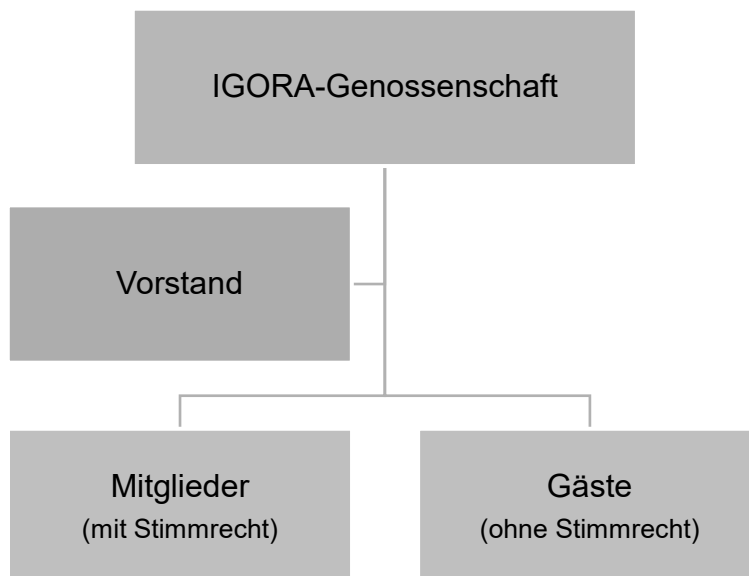 IGORA-Genossenschaft
Vorstand
Mitglieder
(mit Stimmrecht)
Gäste
(ohne Stimmrecht)